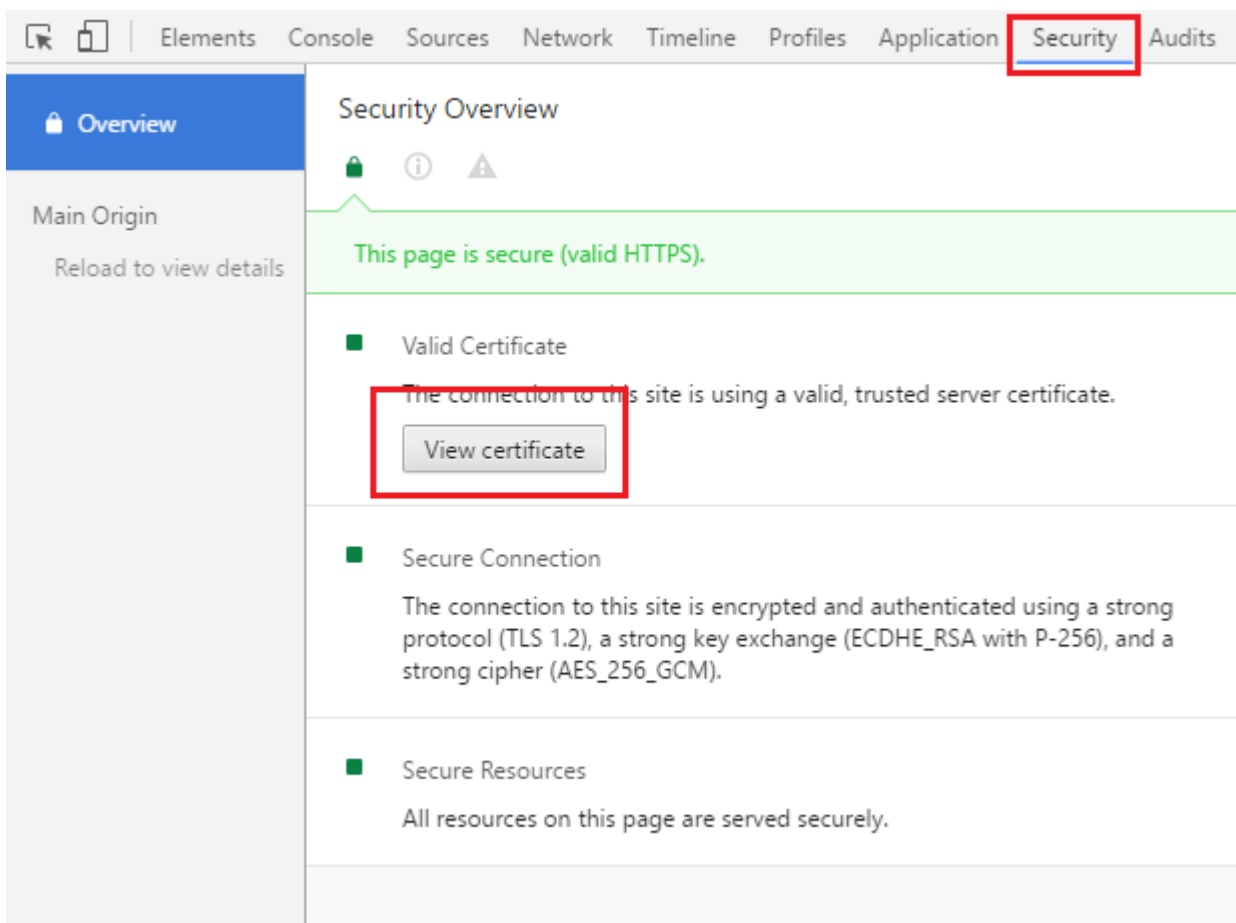 Elements Console Sources Network Timeline Profiles Application Security Audits
Overview
Main Origin
Reload to view details
Security Overview
This page is secure (valid HTTPS).
Valid Certificate
The connection to this site is using a valid, trusted server certificate.
View certificate
Secure Connection
The connection to this site is encrypted and authenticated using a strong
protocol (TLS 1.2), a strong key exchange (ECDHE_RSA with P-256), and a
strong cipher (AES_256_GCM).
Secure Resources
All resources on this page are served securely.